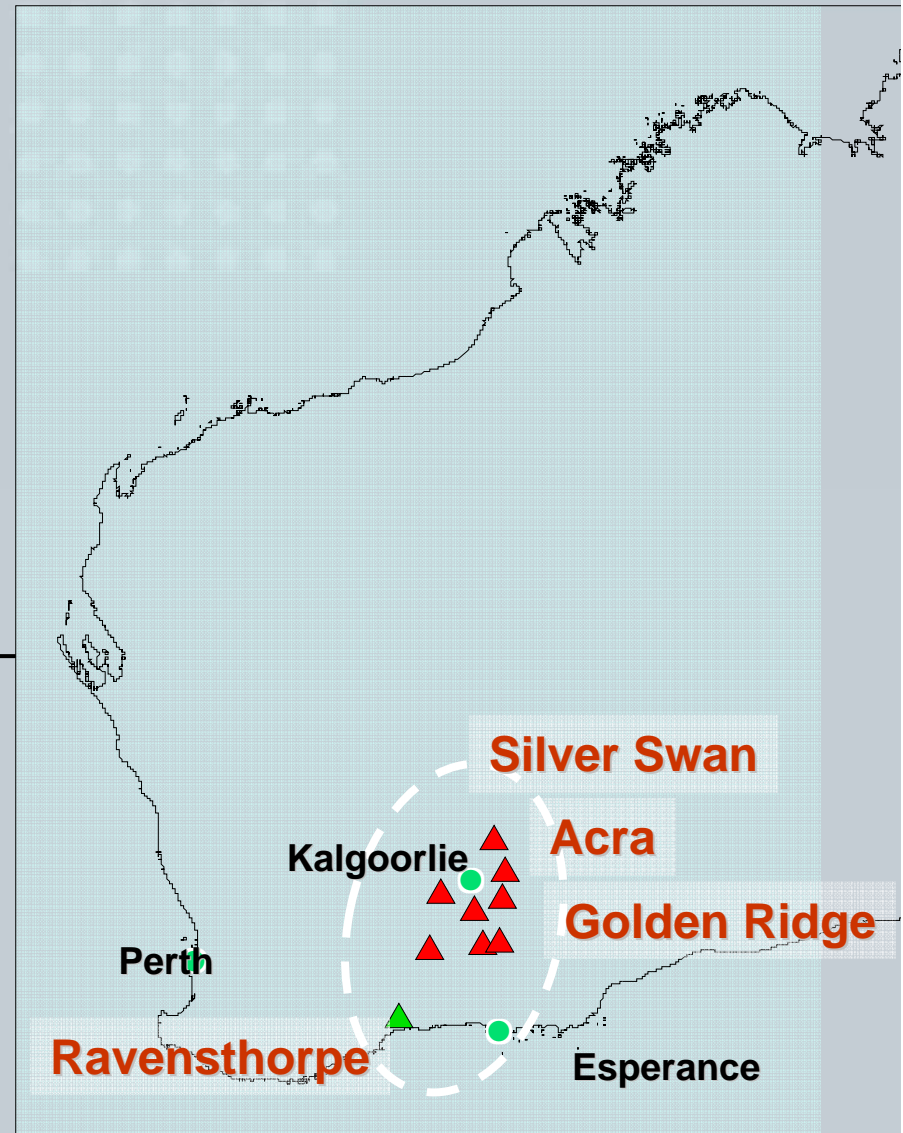 Silver Swan
Acra
Kalgoorlie
Golden Ridge
Perth
Ravensthorpe
Esperance